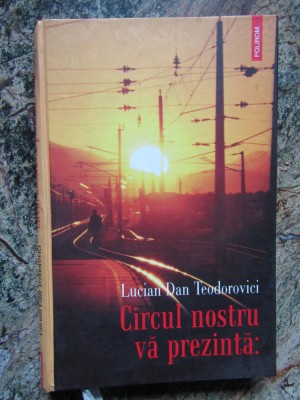 POLIROM
Lucian Dan Teodorovici
Circul nostru
vă prezintă: